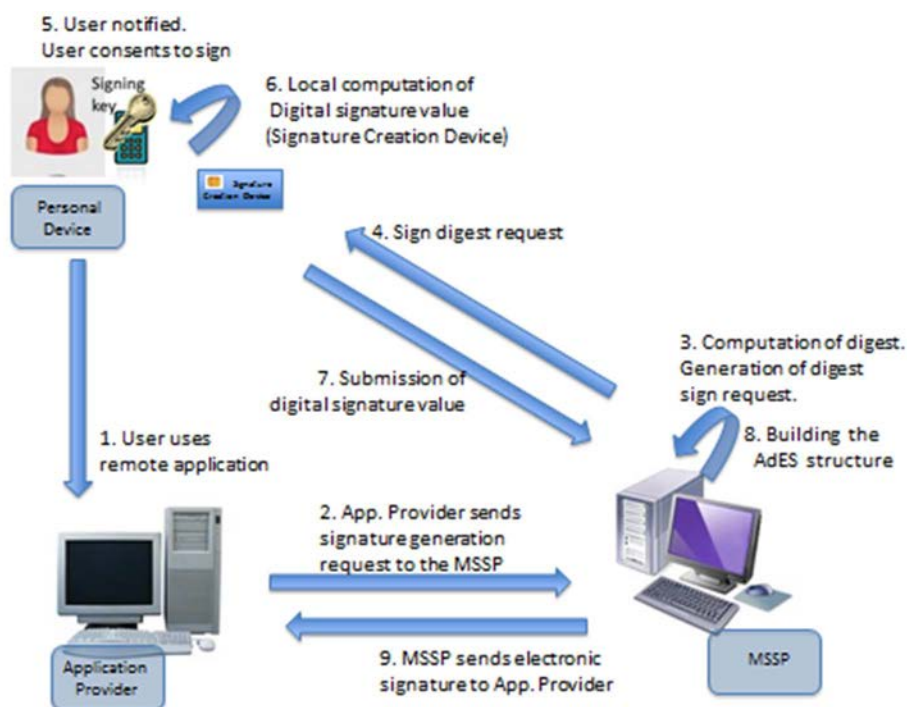 5. User notified.
User consents to sign
Signing
key
6. Local computation of
Digital signature value
(Signature Creation Device)
Signature
Creation Device
Personal
Device
4. Sign digest request
3. Computation of digest.
Generation of digest
sign request.
7. Submission of
digital signature value
8. Building the
AdES structure
1. User uses
remote application
2. App. Provider sends
signature generation
request to the MSSP
9. MSSP sends electronic
signature to App. Provider
Application
Provider
MSSP